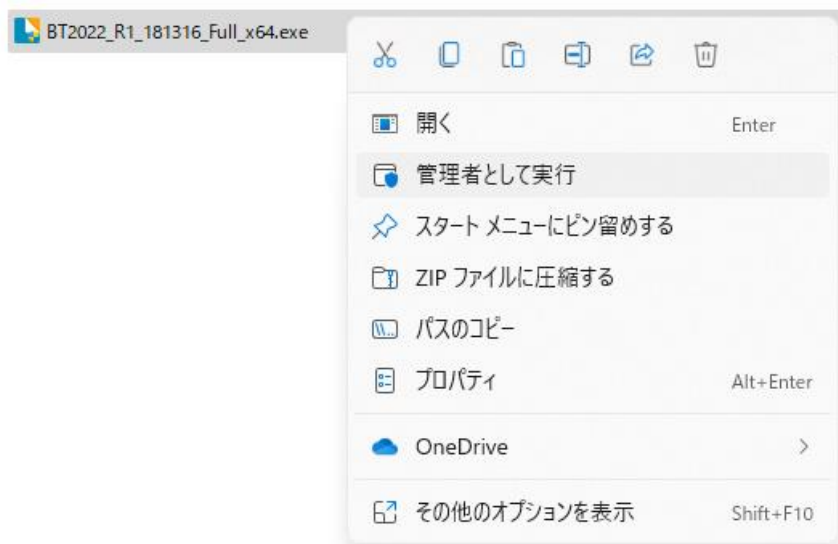 BT2022_R1_181316_Full_x64.exe
開く Enter
管理者として実行
スタート メニューにピン留めする
ZIP ファイルに圧縮する
パスのコピー
プロパティ Alt+Enter
OneDrive
その他のオプションを表示 Shift+F10